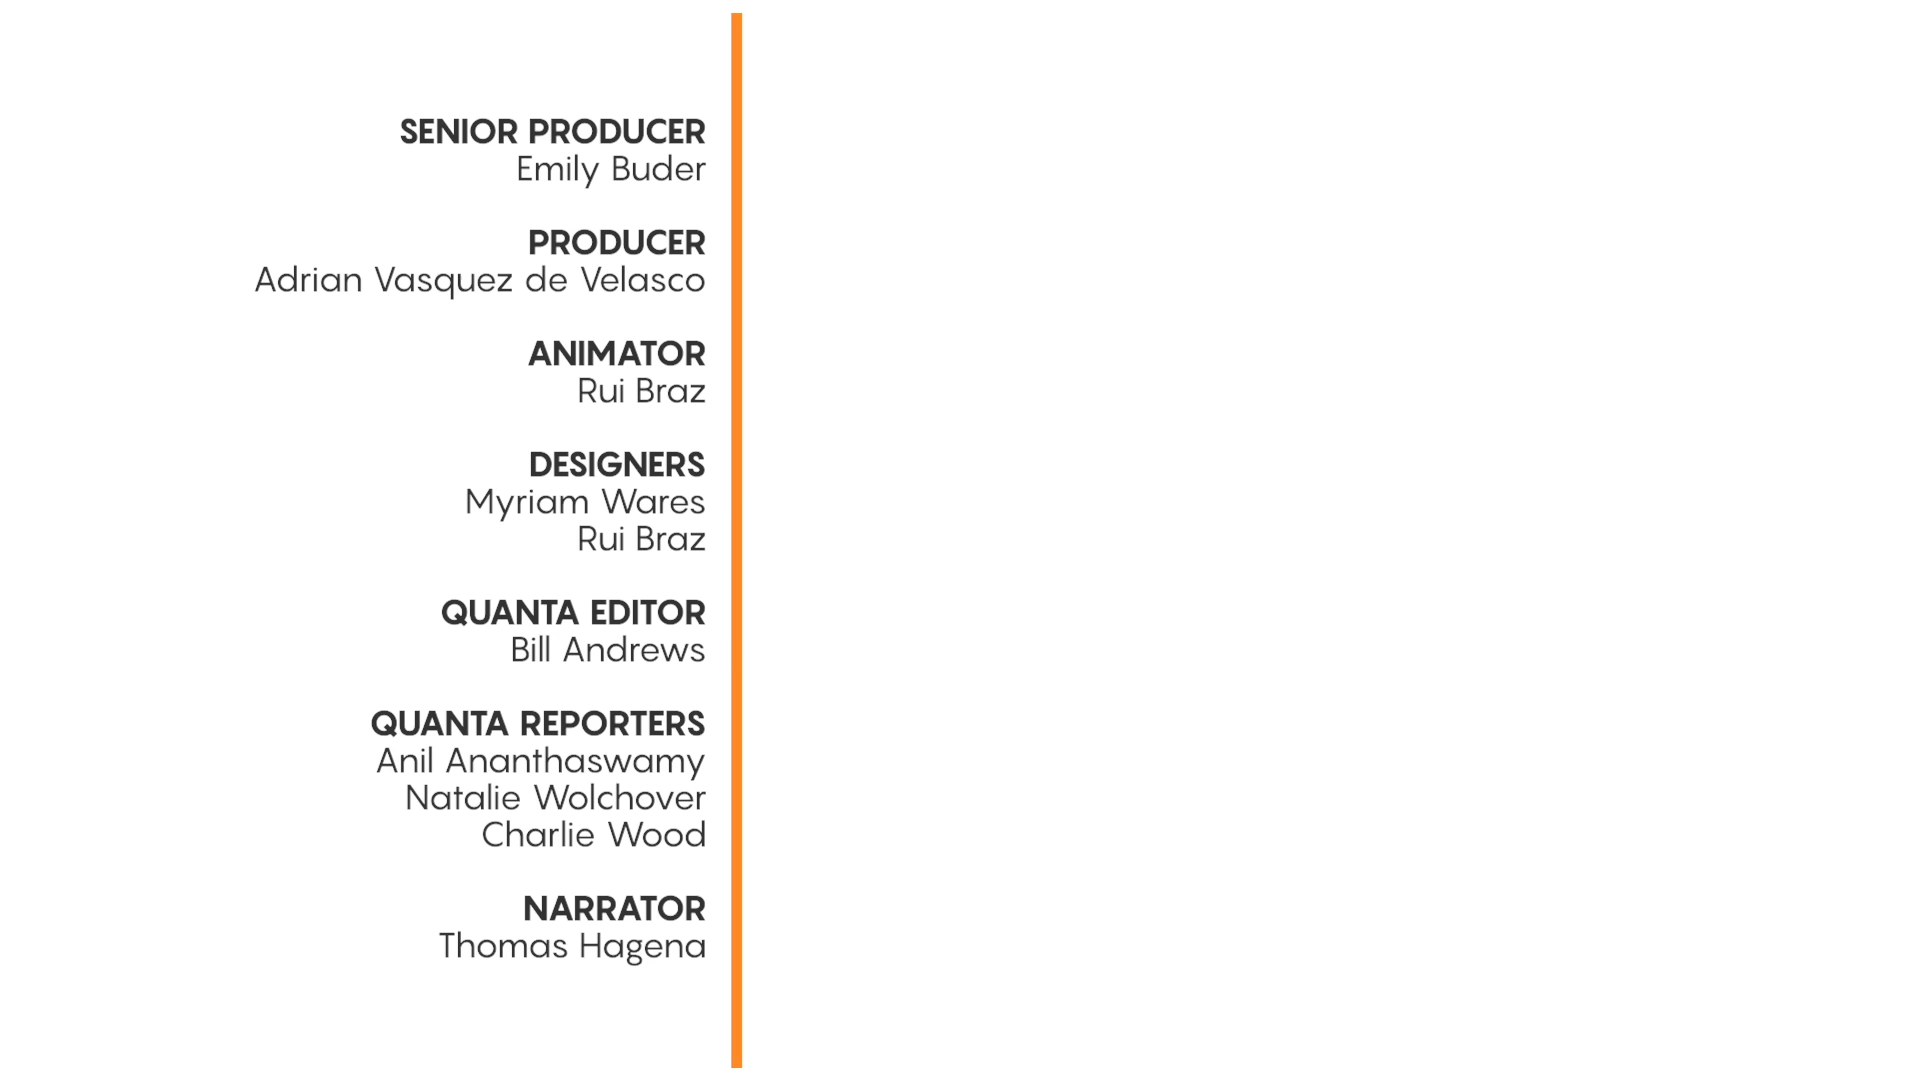 SENIOR PRODUCER
Emily Buder
PRODUCER
Adrian Vasquez de Velasco
ANIMATOR
Rui Braz
DESIGNERS
Myriam Wares
Rui Braz
QUANTA EDITOR
Bill Andrews
QUANTA REPORTERS
Anil Ananthaswamy
Natalie Wolchover
Charlie Wood
NARRATOR
Thomas Hagena